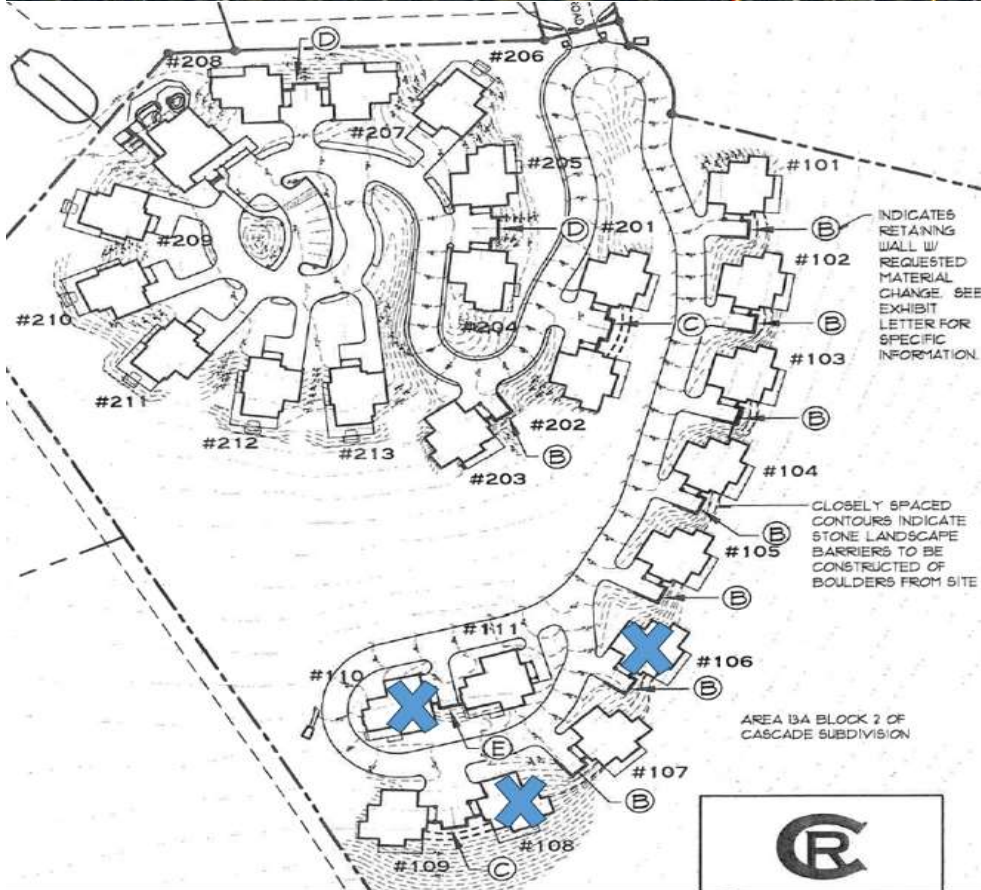 D
#206
#208
#207
#205
#101
D
#201
B
INDICATES
RETAINING
WALL W/
REQUESTED
MATERIAL
CHANGE. SEE
EXHIBIT
LETTER FOR
SPECIFIC
INFORMATION.
#209
#102
#210
#204
C
B
#103
#211
B
#212
#213
#202
#203
B
#104
CLOSELY SPACED
CONTOURS INDICATE
STONE LANDSCAPE
BARRIERS TO BE
CONSTRUCTED OF
BOULDERS FROM SITE
B
#105
B
#111
#110
#106
B
AREA 13A BLOCK 2 OF
CASCADE SUBDIVISION
E
#107
B
#109
C
#108
CR